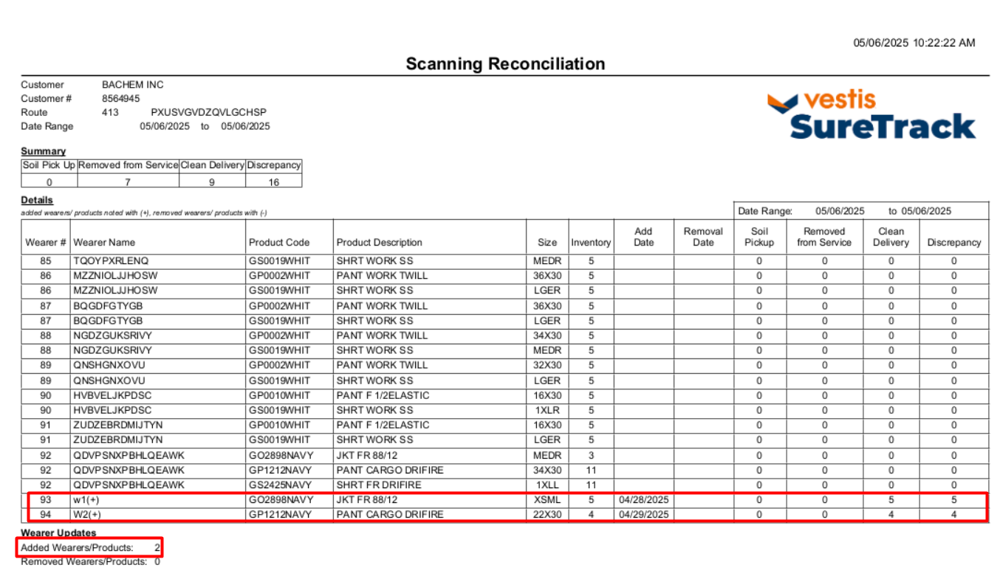 05/06/2025 10:22:22 AM
Scanning Reconciliation
Customer BACHEM INC
Customer # 8564945
Route 413 PXUSVGVDZQVLGCHSP
Date Range 05/06/2025 to 05/06/2025
vestis
SureTrack
Summary
Soil Pick Up Removed from Service Clean Delivery Discrepancy
0 7 9 16
Details
added wearers/ products noted with (+), removed wearers/ products with (-)
Date Range: 05/06/2025 to 05/06/2025
Wearer # Wearer Name Product Code Product Description Size Inventory Add Date Removal Date Soil Pickup Removed from Service Clean Delivery Discrepancy
85 TQOYPXRLENQ GS0019WHIT SHRT WORK SS MEDR 5 0 0 0 0
86 MZZNIOLJJHOSW GP0002WHIT PANT WORK TWILL 36X30 5 0 0 0 0
86 MZZNIOLJJHOSW GS0019WHIT SHRT WORK SS LGER 5 0 0 0 0
87 BQGDFGTYGB GP0002WHIT PANT WORK TWILL 36X30 5 0 0 0 0
87 BQGDFGTYGB GS0019WHIT SHRT WORK SS LGER 5 0 0 0 0
88 NGDZGUKSRIVY GP0002WHIT PANT WORK TWILL 34X30 5 0 0 0 0
88 NGDZGUKSRIVY GS0019WHIT SHRT WORK SS MEDR 5 0 0 0 0
89 QNSHGNXOVU GP0002WHIT PANT WORK TWILL 32X30 5 0 0 0 0
89 QNSHGNXOVU GS0019WHIT SHRT WORK SS LGER 5 0 0 0 0
90 HVBVELJKPDSC GP0010WHIT PANT F 1/2ELASTIC 16X30 5 0 0 0 0
90 HVBVELJKPDSC GS0019WHIT SHRT WORK SS 1XLR 5 0 0 0 0
91 ZUDZEBRDMIJTYN GP0010WHIT PANT F 1/2ELASTIC 16X30 5 0 0 0 0
91 ZUDZEBRDMIJTYN GS0019WHIT SHRT WORK SS LGER 5 0 0 0 0
92 QDVPSNXPBHLQEAWK GO2898NAVY JKT FR 88/12 MEDR 3 0 0 0 0
92 QDVPSNXPBHLQEAWK GP1212NAVY PANT CARGO DRIFIRE 34X30 11 0 0 0 0
92 QDVPSNXPBHLQEAWK GS2425NAVY SHRT FR DRIFIRE 1XLL 11 0 0 0 0
93 w1(+) GO2898NAVY JKT FR 88/12 XSML 5 04/28/2025 0 0 5 5
94 W2(+) GP1212NAVY PANT CARGO DRIFIRE 22X30 4 04/29/2025 0 0 4 4
Wearer Updates
Added Wearers/Products: 2
Removed Wearers/Products: 0